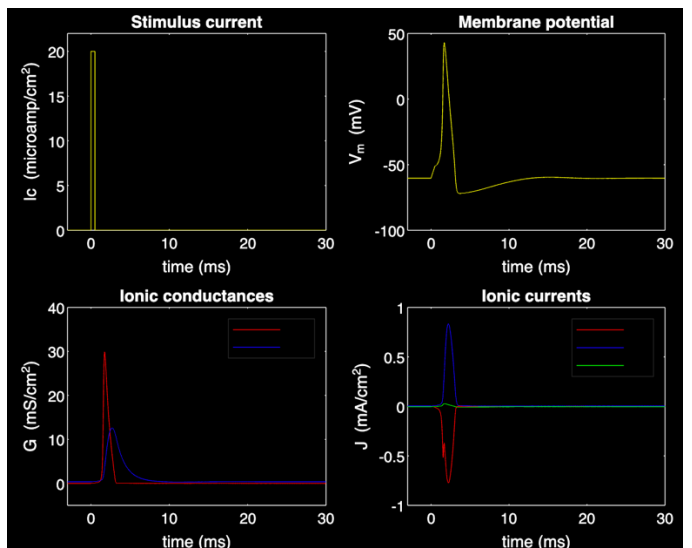 Stimulus current
20
15
10
5
0
Ic (microamp/cm²)
0 10 20 30
time (ms)
Membrane potential
50
0
-50
-100
Vₘ (mV)
0 10 20 30
time (ms)
Ionic conductances
40
30
20
10
0
G (mS/cm²)
0 10 20 30
time (ms)
Ionic currents
1
0.5
0
-0.5
-1
J (mA/cm²)
0 10 20 30
time (ms)